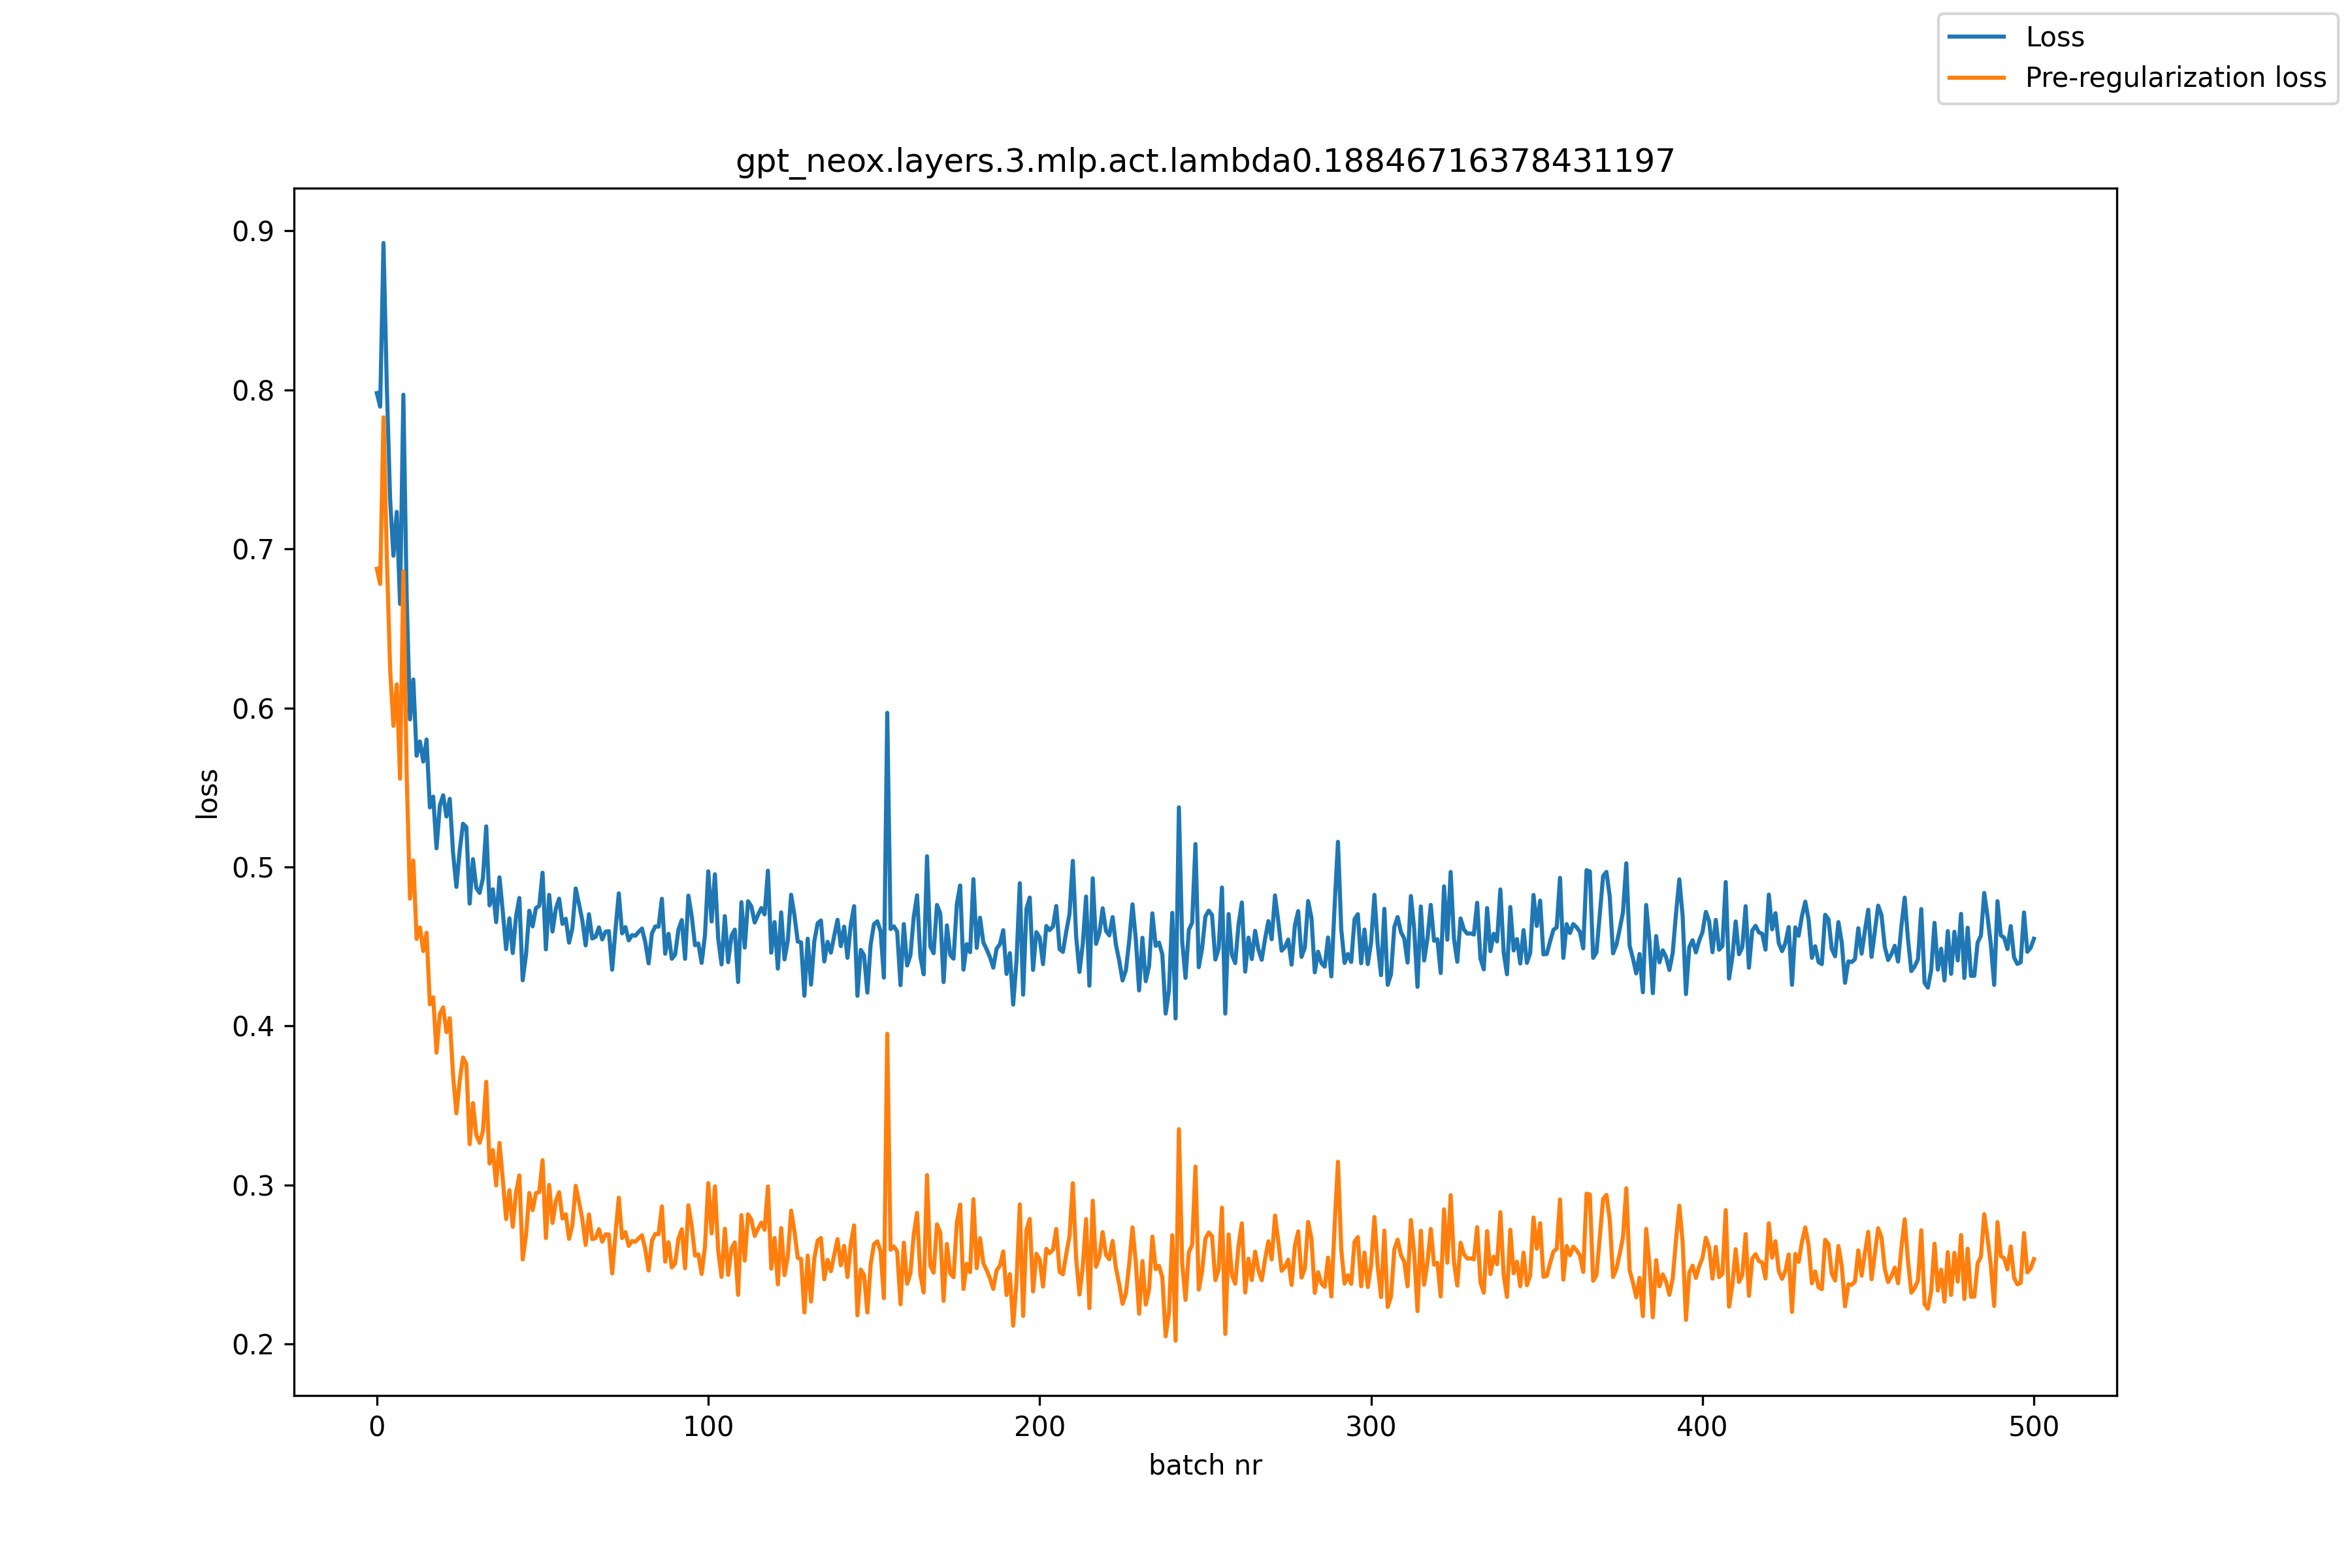 Loss
Pre-regularization loss
gpt_neox.layers.3.mlp.act.lambda0.18846716378431197
0.9
0.8
0.7
0.6
0.5
0.4
0.3
0.2
loss
0 100 200 300 400 500
batch nr